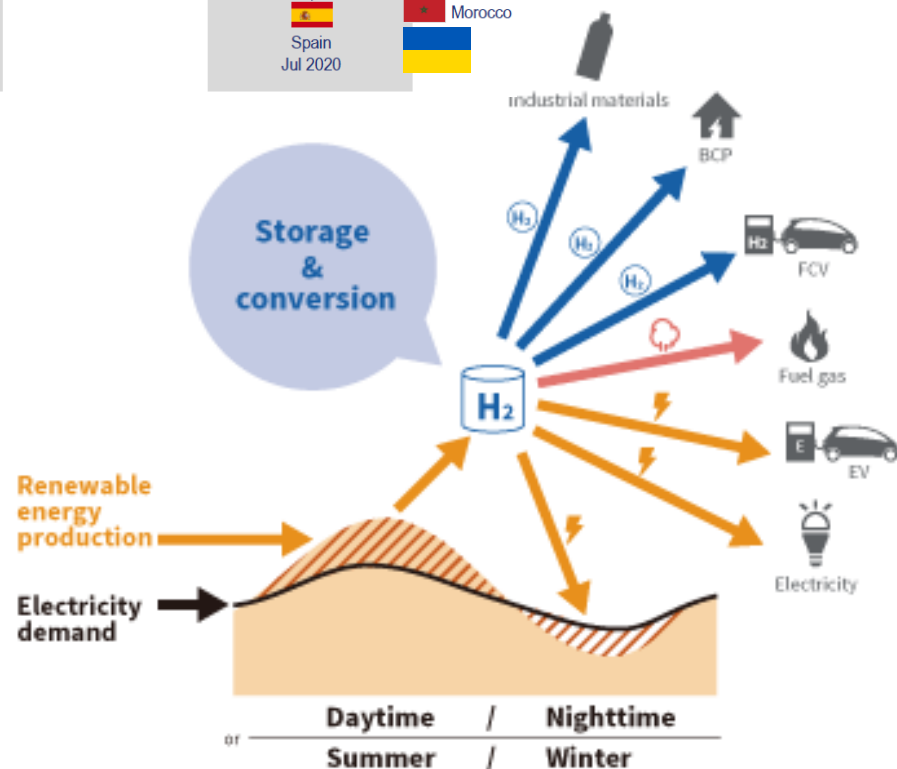 Morocco
Spain
Jul 2020
Industrial materials
BCP
H₂
H₂
H₂
H2
FCV
Storage
&
conversion
Fuel gas
H₂
E
EV
Renewable
energy
production
Electricity
Electricity
demand
Daytime / Nighttime
or
Summer / Winter